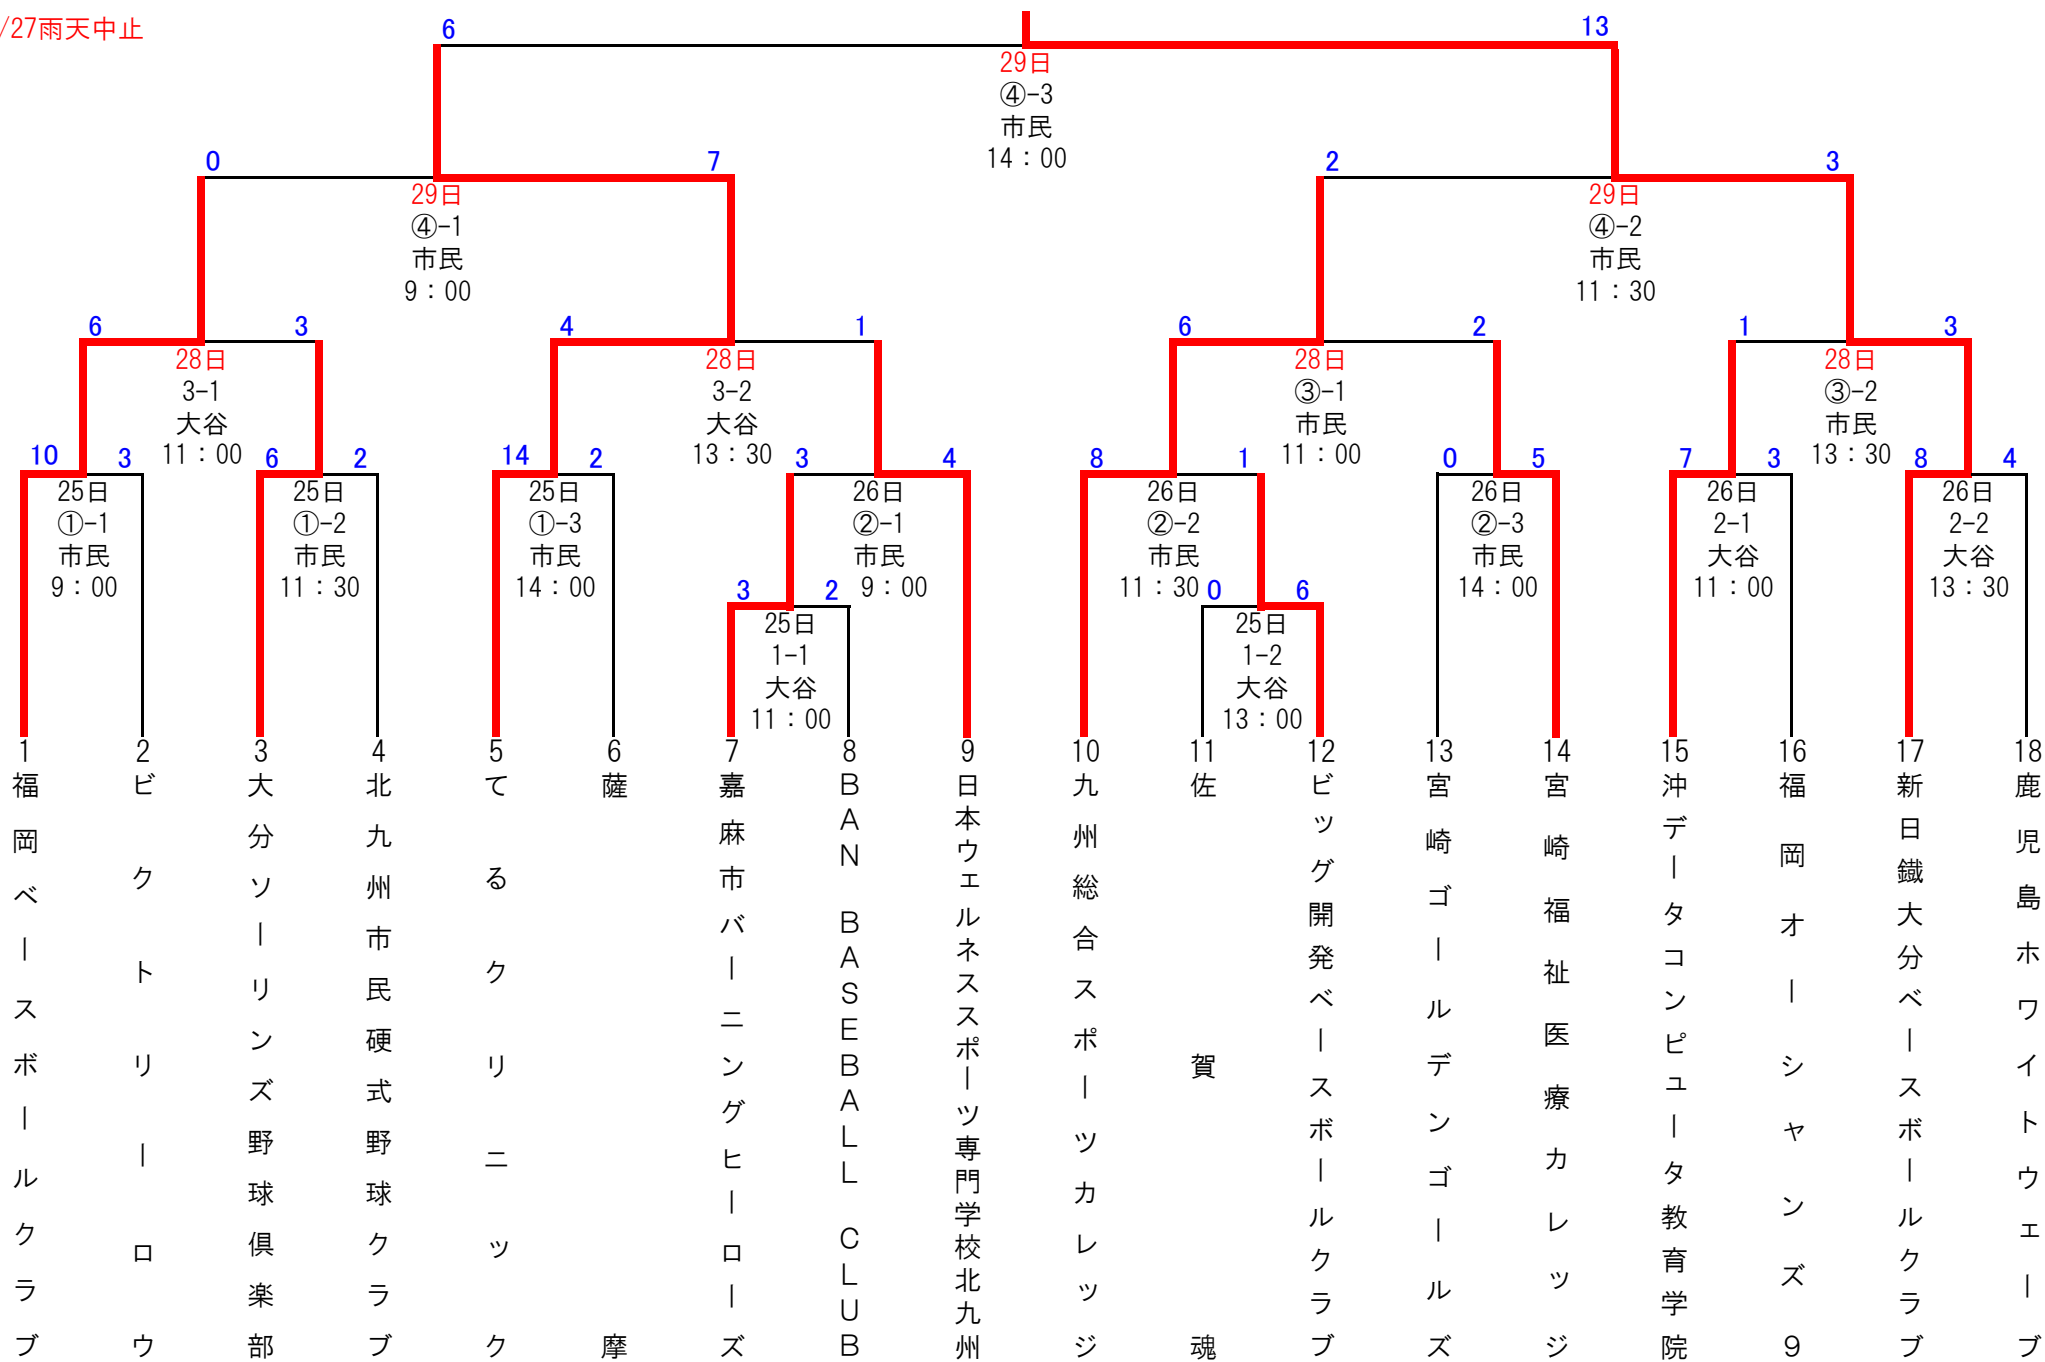 /27雨天中止
6
13
29日
④-3
市民
14：00
0
7
2
3
29日
④-1
市民
9：00
29日
④-2
市民
11：30
6
3
4
1
6
2
1
3
28日
3-1
大谷
11：00
28日
3-2
大谷
13：30
28日
③-1
市民
11：00
28日
③-2
市民
13：30
10
3
6
2
14
2
3
4
8
1
0
5
7
3
8
4
25日
①-1
市民
9：00
25日
①-2
市民
11：30
25日
①-3
市民
14：00
26日
②-1
市民
9：00
26日
②-2
市民
11：30
26日
②-3
市民
14：00
26日
2-1
大谷
11：00
26日
2-2
大谷
13：30
3
2
0
6
25日
1-1
大谷
11：00
25日
1-2
大谷
13：00
1
福岡ベースボールクラブ
2
ビクトリーロウ
3
大分ソーリンズ野球倶楽部
4
北九州市民硬式野球クラブ
5
てるクリニック
6
薩摩
7
嘉麻市バーニングヒーローズ
8
BAN BASEBALL CLUB
9
日本ウェルネススポーツ専門学校北九州
10
九州総合スポーツカレッジ
11
佐賀魂
12
ビッグ開発ベースボールクラブ
13
宮崎ゴールデンゴールズ
14
宮崎福祉医療カレッジ
15
沖データコンピュータ教育学院
16
福岡オーシャンズ9
17
新日鐵大分ベースボールクラブ
18
鹿児島ホワイトウェーブ